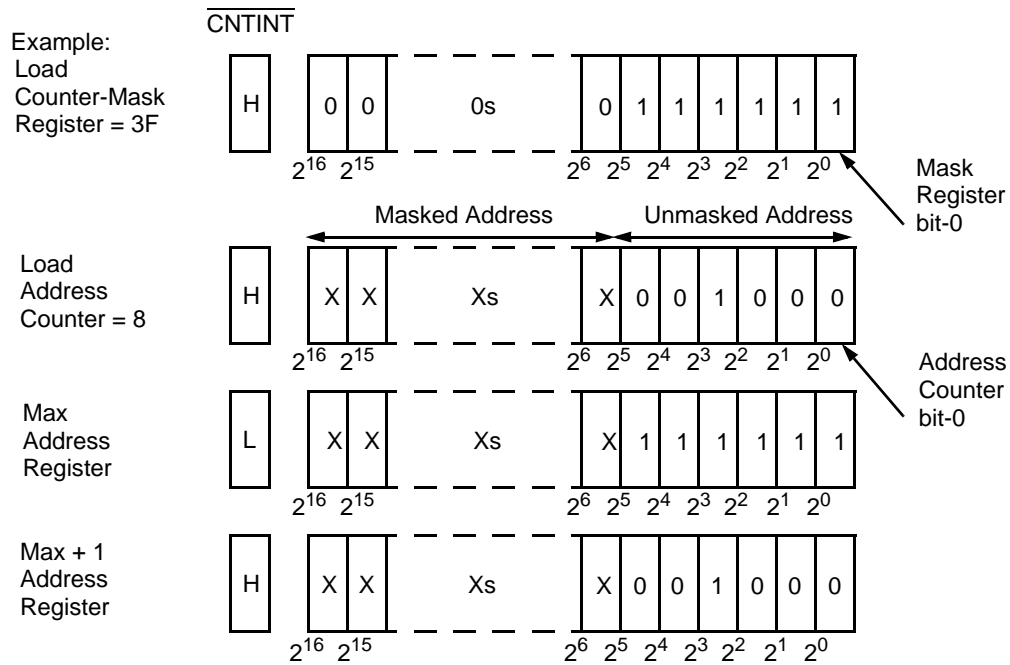 CNTINT
Example:
Load
Counter-Mask
Register = 3F
H
0 0 0s 0 1 1 1 1 1 1
2^16 2^15 2^6 2^5 2^4 2^3 2^2 2^1 2^0
Mask
Register
bit-0
Masked Address Unmasked Address
Load
Address
Counter = 8
H
X X Xs X 0 0 1 0 0 0
2^16 2^15 2^6 2^5 2^4 2^3 2^2 2^1 2^0
Address
Counter
bit-0
Max
Address
Register
L
X X Xs X 1 1 1 1 1 1
2^16 2^15 2^6 2^5 2^4 2^3 2^2 2^1 2^0
Max + 1
Address
Register
H
X X Xs X 0 0 1 0 0 0
2^16 2^15 2^6 2^5 2^4 2^3 2^2 2^1 2^0